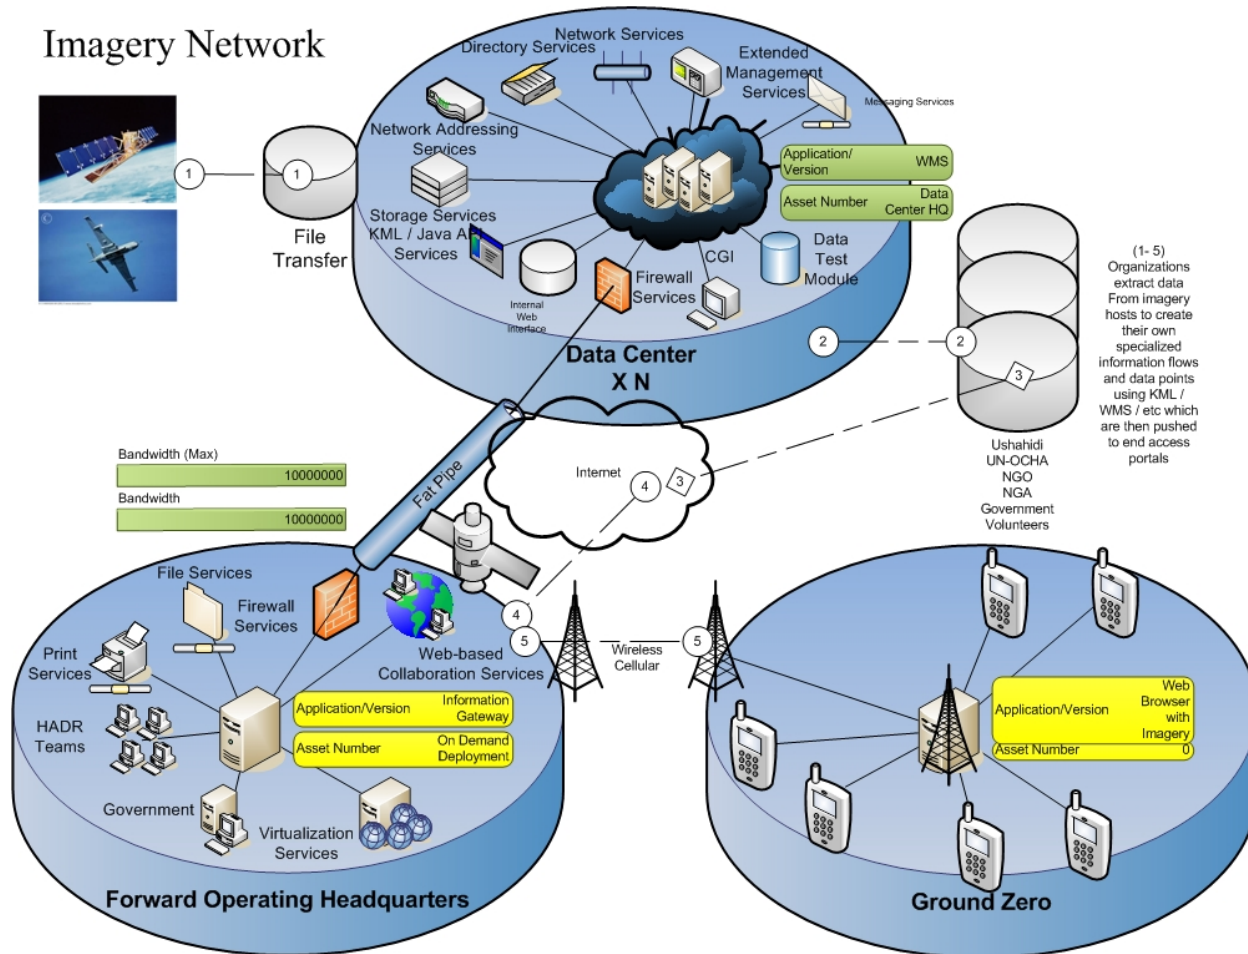 Imagery Network
Network Services
Directory Services
Extended
Management
Services
Messaging Services
Network Addressing
Services
Storage Services
KML / Java API
Services
Internal
Web
Interface
Firewall
Services
CGI
Data
Test
Module
Application/
Version
WMS
Asset Number
Data
Center HQ
Data Center
X N
1
1
File
Transfer
©
2
2
3
(1- 5)
Organizations
extract data
From imagery
hosts to create
their own
specialized
information flows
and data points
using KML /
WMS / etc which
are then pushed
to end access
portals
Ushahidi
UN-OCHA
NGO
NGA
Government
Volunteers
Internet
4
3
Fat Pipe
Bandwidth (Max)
10000000
Bandwidth
10000000
File Services
Firewall
Services
Print
Services
HADR
Teams
Government
Virtualization
Services
Web-based
Collaboration Services
Application/Version
Information
Gateway
Asset Number
On Demand
Deployment
Forward Operating Headquarters
4
5
Wireless
Cellular
5
Application/Version
Web
Browser
with
Imagery
Asset Number
0
Ground Zero